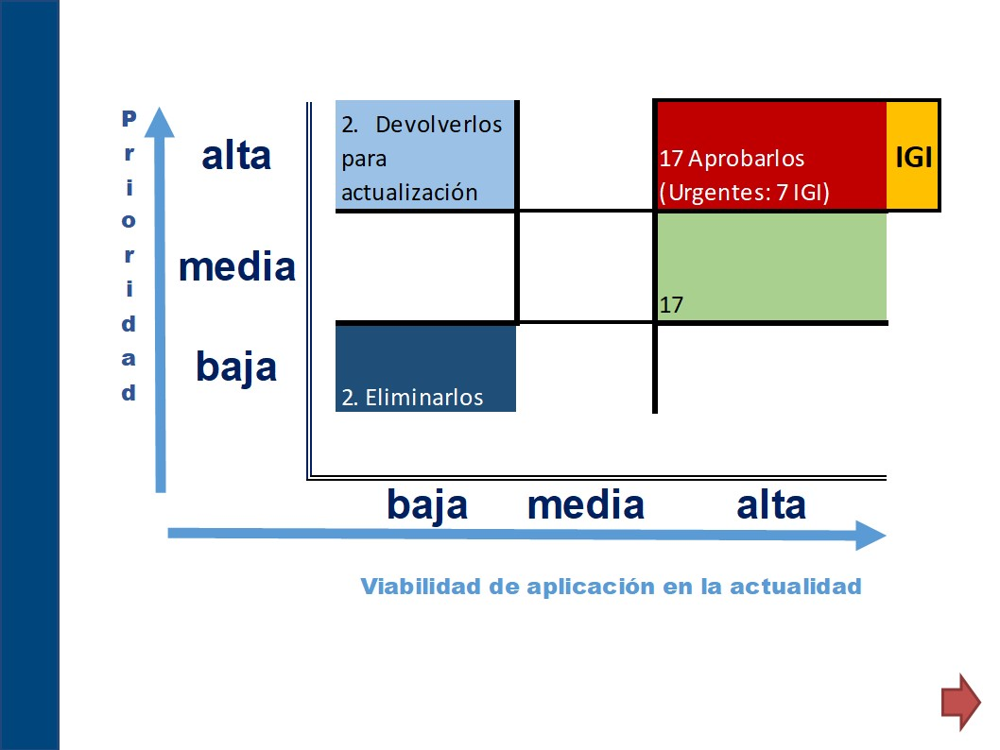 Prioridad
alta
media
baja
2. Devolverlos
para
actualización
17 Aprobarlos
(Urgentes: 7 IGI)
IGI
17
2. Eliminarlos
baja media alta
Viabilidad de aplicación en la actualidad